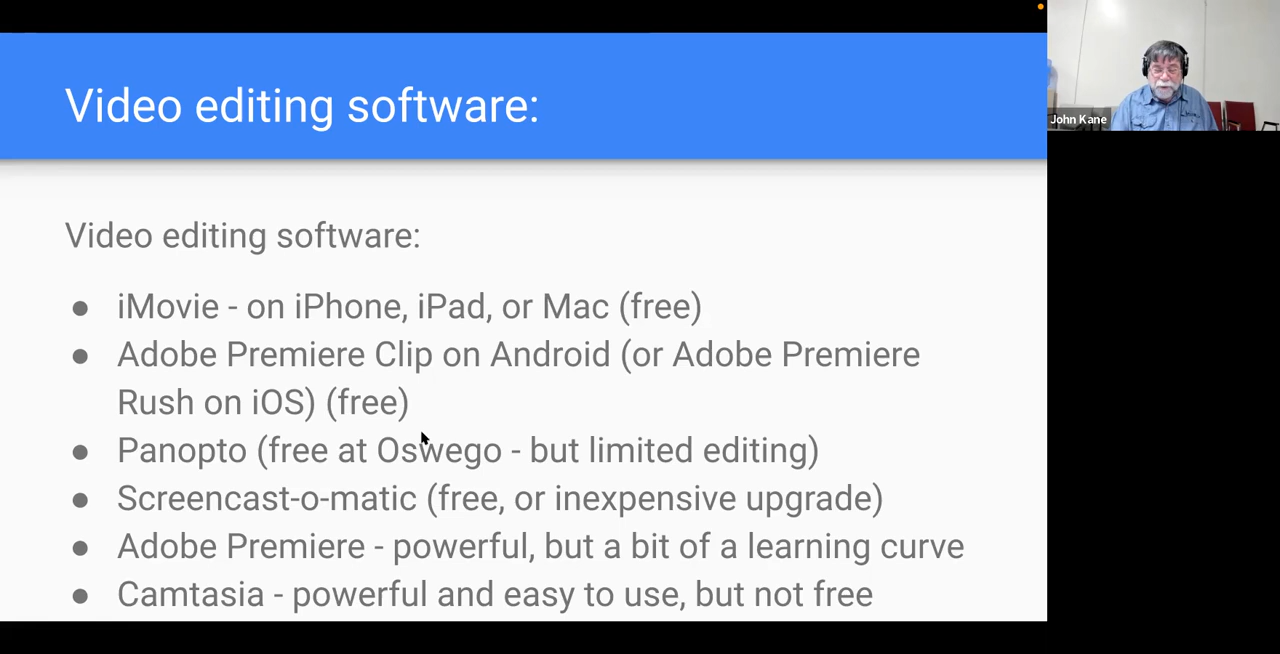 Video editing software:
John Kane
Video editing software:
● iMovie - on iPhone, iPad, or Mac (free)
● Adobe Premiere Clip on Android (or Adobe Premiere
Rush on iOS) (free)
● Panopto (free at Oswego - but limited editing)
● Screencast-o-matic (free, or inexpensive upgrade)
● Adobe Premiere - powerful, but a bit of a learning curve
● Camtasia - powerful and easy to use, but not free